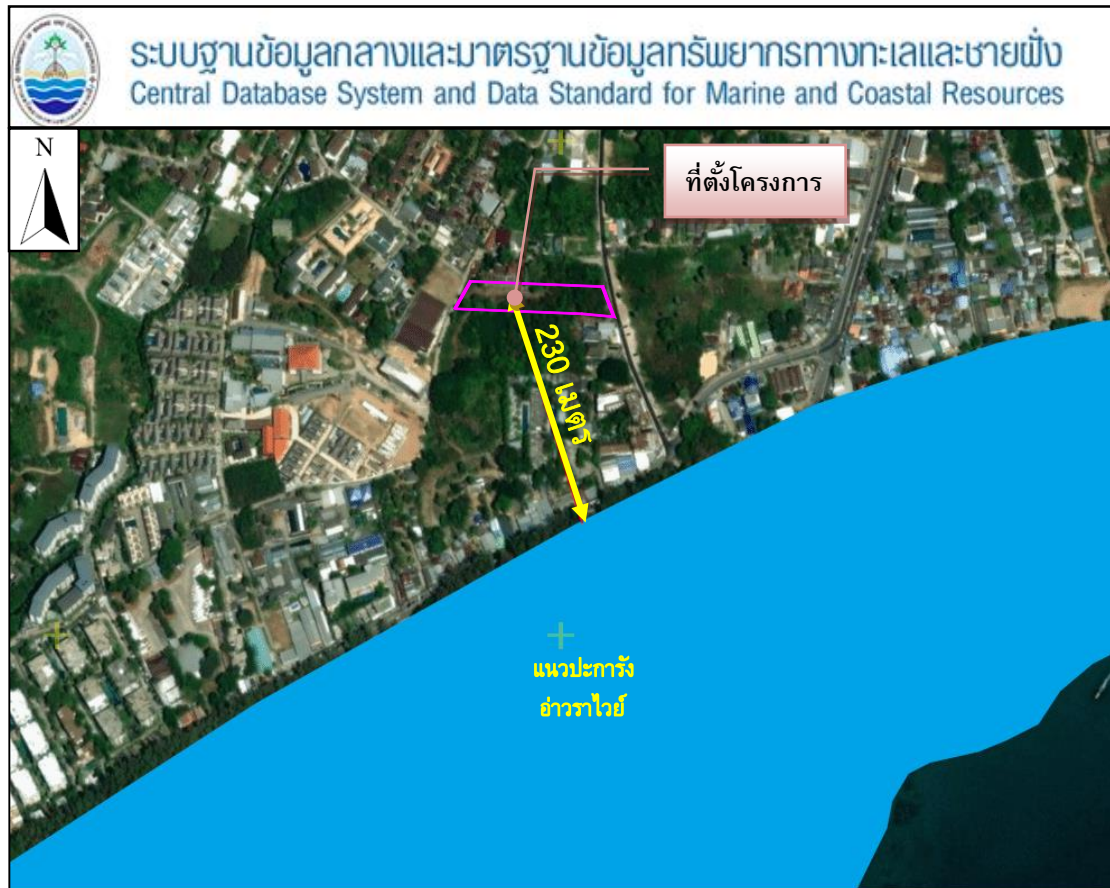 ระบบฐานข้อมูลกลางและมาตรฐานข้อมูลทรัพยากรทางทะเลและชายฝั่ง
Central Database System and Data Standard for Marine and Coastal Resources
N
ที่ตั้งโครงการ
230 เมตร
แนวปะการัง
อ่าวราไวย์